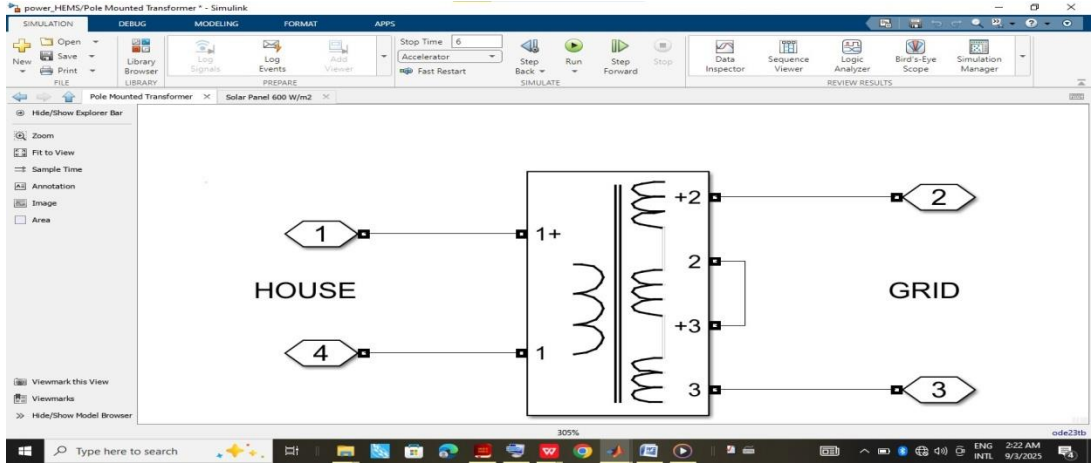 power_HEMS/Pole Mounted Transformer * - Simulink
SIMULATION DEBUG MODELING FORMAT APPS
New Open Save Print
FILE
Library Browser
LIBRARY
Log Signals Log Events Add Viewer
PREPARE
Stop Time 6
Accelerator
Fast Restart
Step Back Run Step Forward Stop
SIMULATE
Data Inspector Sequence Viewer Logic Analyzer Bird's-Eye Scope Simulation Manager
REVIEW RESULTS
Pole Mounted Transformer Solar Panel 600 W/m2
Hide/Show Explorer Bar
Zoom
Fit to View
Sample Time
Annotation
Image
Area
Viewmark this View
Viewmarks
Hide/Show Model Browser
1 1+ +2 2
2
HOUSE GRID
+3
4 1
3 3
305% ode23tb
Type here to search
ENG 2:22 AM
INTL 9/3/2025